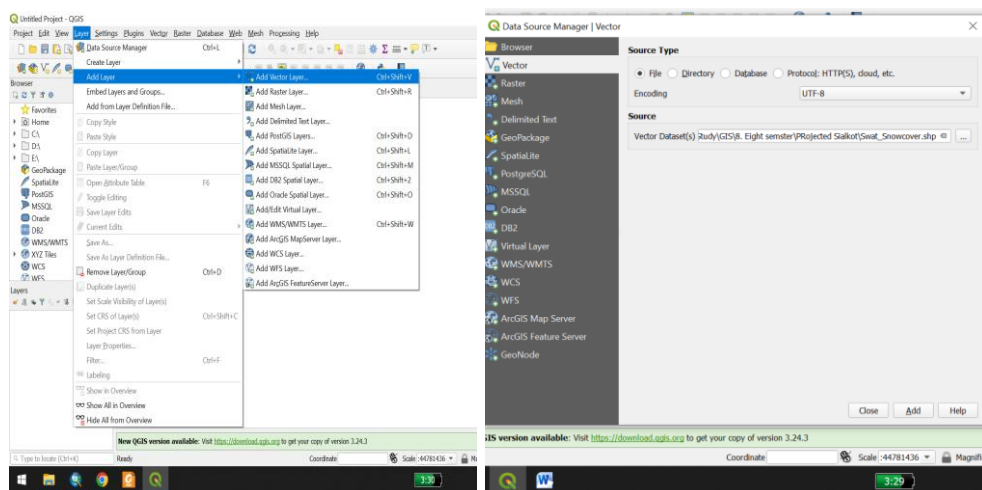 Untitled Project - QGIS
Project Edit View Layer Settings Plugins Vector Raster Database Web Mesh Processing Help
Data Source Manager Ctrl+L
Create Layer
Add Layer
Embed Layers and Groups...
Add from Layer Definition File...
Copy Style
Paste Style
Copy Layer
Paste Layer/Group
Open Attribute Table F6
Toggle Editing
Save Layer Edits
Current Edits
Save As...
Save As Layer Definition File...
Remove Layer/Group Ctrl+D
Duplicate Layer(s)
Set Scale Visibility of Layer(s)
Set CRS of Layer(s) Ctrl+Shift+C
Set Project CRS from Layer
Layer Properties...
Filter... Ctrl+F
Labeling
Show in Overview
Show All in Overview
Hide All from Overview
Add Vector Layer... Ctrl+Shift+V
Add Raster Layer... Ctrl+Shift+R
Add Mesh Layer...
Add Delimited Text Layer...
Add PostGIS Layers... Ctrl+Shift+D
Add SpatiaLite Layer... Ctrl+Shift+L
Add MSSQL Spatial Layer... Ctrl+Shift+M
Add DB2 Spatial Layer... Ctrl+Shift+2
Add Oracle Spatial Layer... Ctrl+Shift+O
Add/Edit Virtual Layer...
Add WMS/WMTS Layer... Ctrl+Shift+W
Add ArcGIS MapServer Layer...
Add WCS Layer...
Add WFS Layer...
Add ArcGIS FeatureServer Layer...
Browser
Favorites
Home
C:\
D:\
E:\
GeoPackage
SpatiaLite
PostGIS
MSSQL
Oracle
DB2
WMS/WMTS
XYZ Tiles
WCS
WFS
Layers
New QGIS version available: Visit https://download.qgis.org to get your copy of version 3.24.3
Type to locate (Ctrl+K) Ready Coordinate Scale :44781436
3:30
Data Source Manager | Vector
Browser
Vector
Raster
Mesh
Delimited Text
GeoPackage
SpatiaLite
PostgreSQL
MSSQL
Oracle
DB2
Virtual Layer
WMS/WMTS
WCS
WFS
ArcGIS Map Server
ArcGIS Feature Server
GeoNode
Source Type
File Directory Database Protocol: HTTP(S), cloud, etc.
Encoding UTF-8
Source
Vector Dataset(s) Study\GIS\8. Eight semster\PRojected Sialkot\Swat_Snowcover.shp ...
Close Add Help
GIS version available: Visit https://download.qgis.org to get your copy of version 3.24.3
Coordinate Scale :44781436 Magnifi
3:29